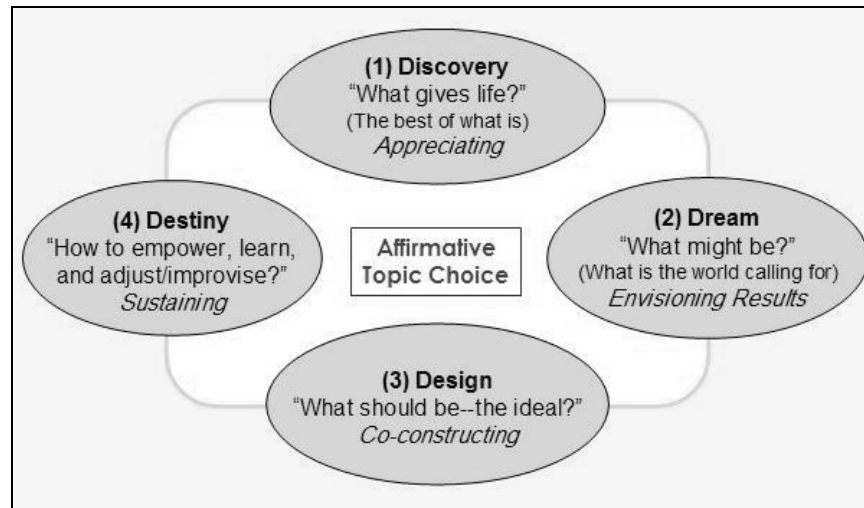 (1) Discovery
“What gives life?”
(The best of what is)
Appreciating
(2) Dream
“What might be?”
(What is the world calling for)
Envisioning Results
(3) Design
“What should be--the ideal?”
Co-constructing
(4) Destiny
“How to empower, learn,
and adjust/improvise?”
Sustaining
Affirmative
Topic Choice